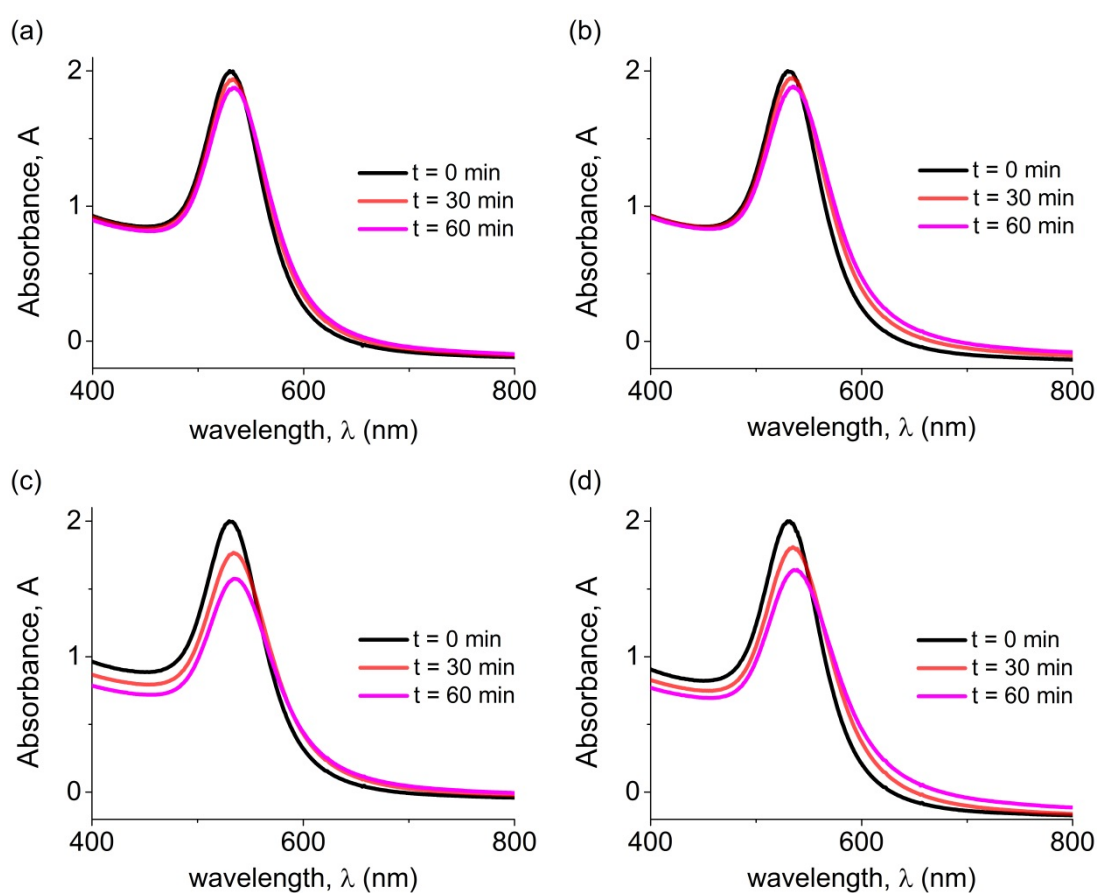 (a)
Absorbance, A
2
1
0
t = 0 min
t = 30 min
t = 60 min
400
600
800
wavelength, λ (nm)
(b)
Absorbance, A
2
1
0
t = 0 min
t = 30 min
t = 60 min
400
600
800
wavelength, λ (nm)
(c)
Absorbance, A
2
1
0
t = 0 min
t = 30 min
t = 60 min
400
600
800
wavelength, λ (nm)
(d)
Absorbance, A
2
1
0
t = 0 min
t = 30 min
t = 60 min
400
600
800
wavelength, λ (nm)